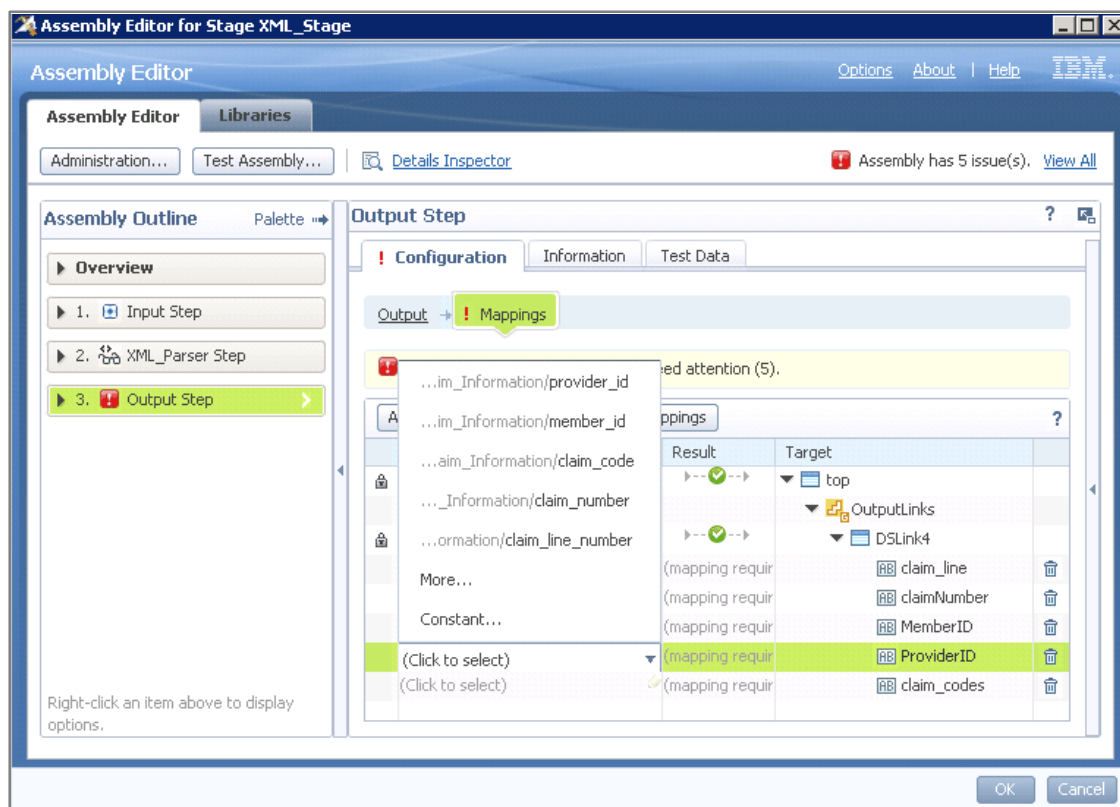 Assembly Editor for Stage XML_Stage
Assembly Editor
Options About | Help IBM.
Assembly Editor Libraries
Administration... Test Assembly... Details Inspector Assembly has 5 issue(s). View All
Assembly Outline Palette
Overview
1. Input Step
2. XML_Parser Step
3. Output Step
Right-click an item above to display
options.
Output Step ?
! Configuration Information Test Data
Output ! Mappings
eed attention (5).
A ppings ?
Result Target
...im_Information/provider_id
...im_Information/member_id
...aim_Information/claim_code
..._Information/claim_number
...ormation/claim_line_number
More...
Constant...
top
OutputLinks
DSLink4
(mapping requir AB claim_line
(mapping requir AB claimNumber
(mapping requir AB MemberID
(Click to select) (mapping requir AB ProviderID
(Click to select) (mapping requir AB claim_codes
OK Cancel